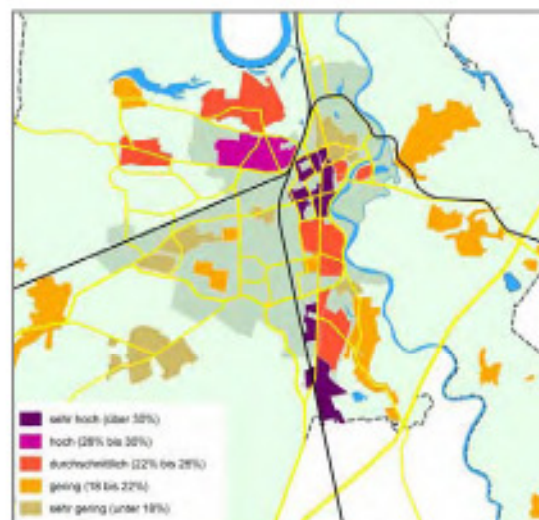 sehr hoch (über 30%)
hoch (26% bis 30%)
durchschnittlich (22% bis 26%)
gering (18 bis 22%)
sehr gering (unter 18%)